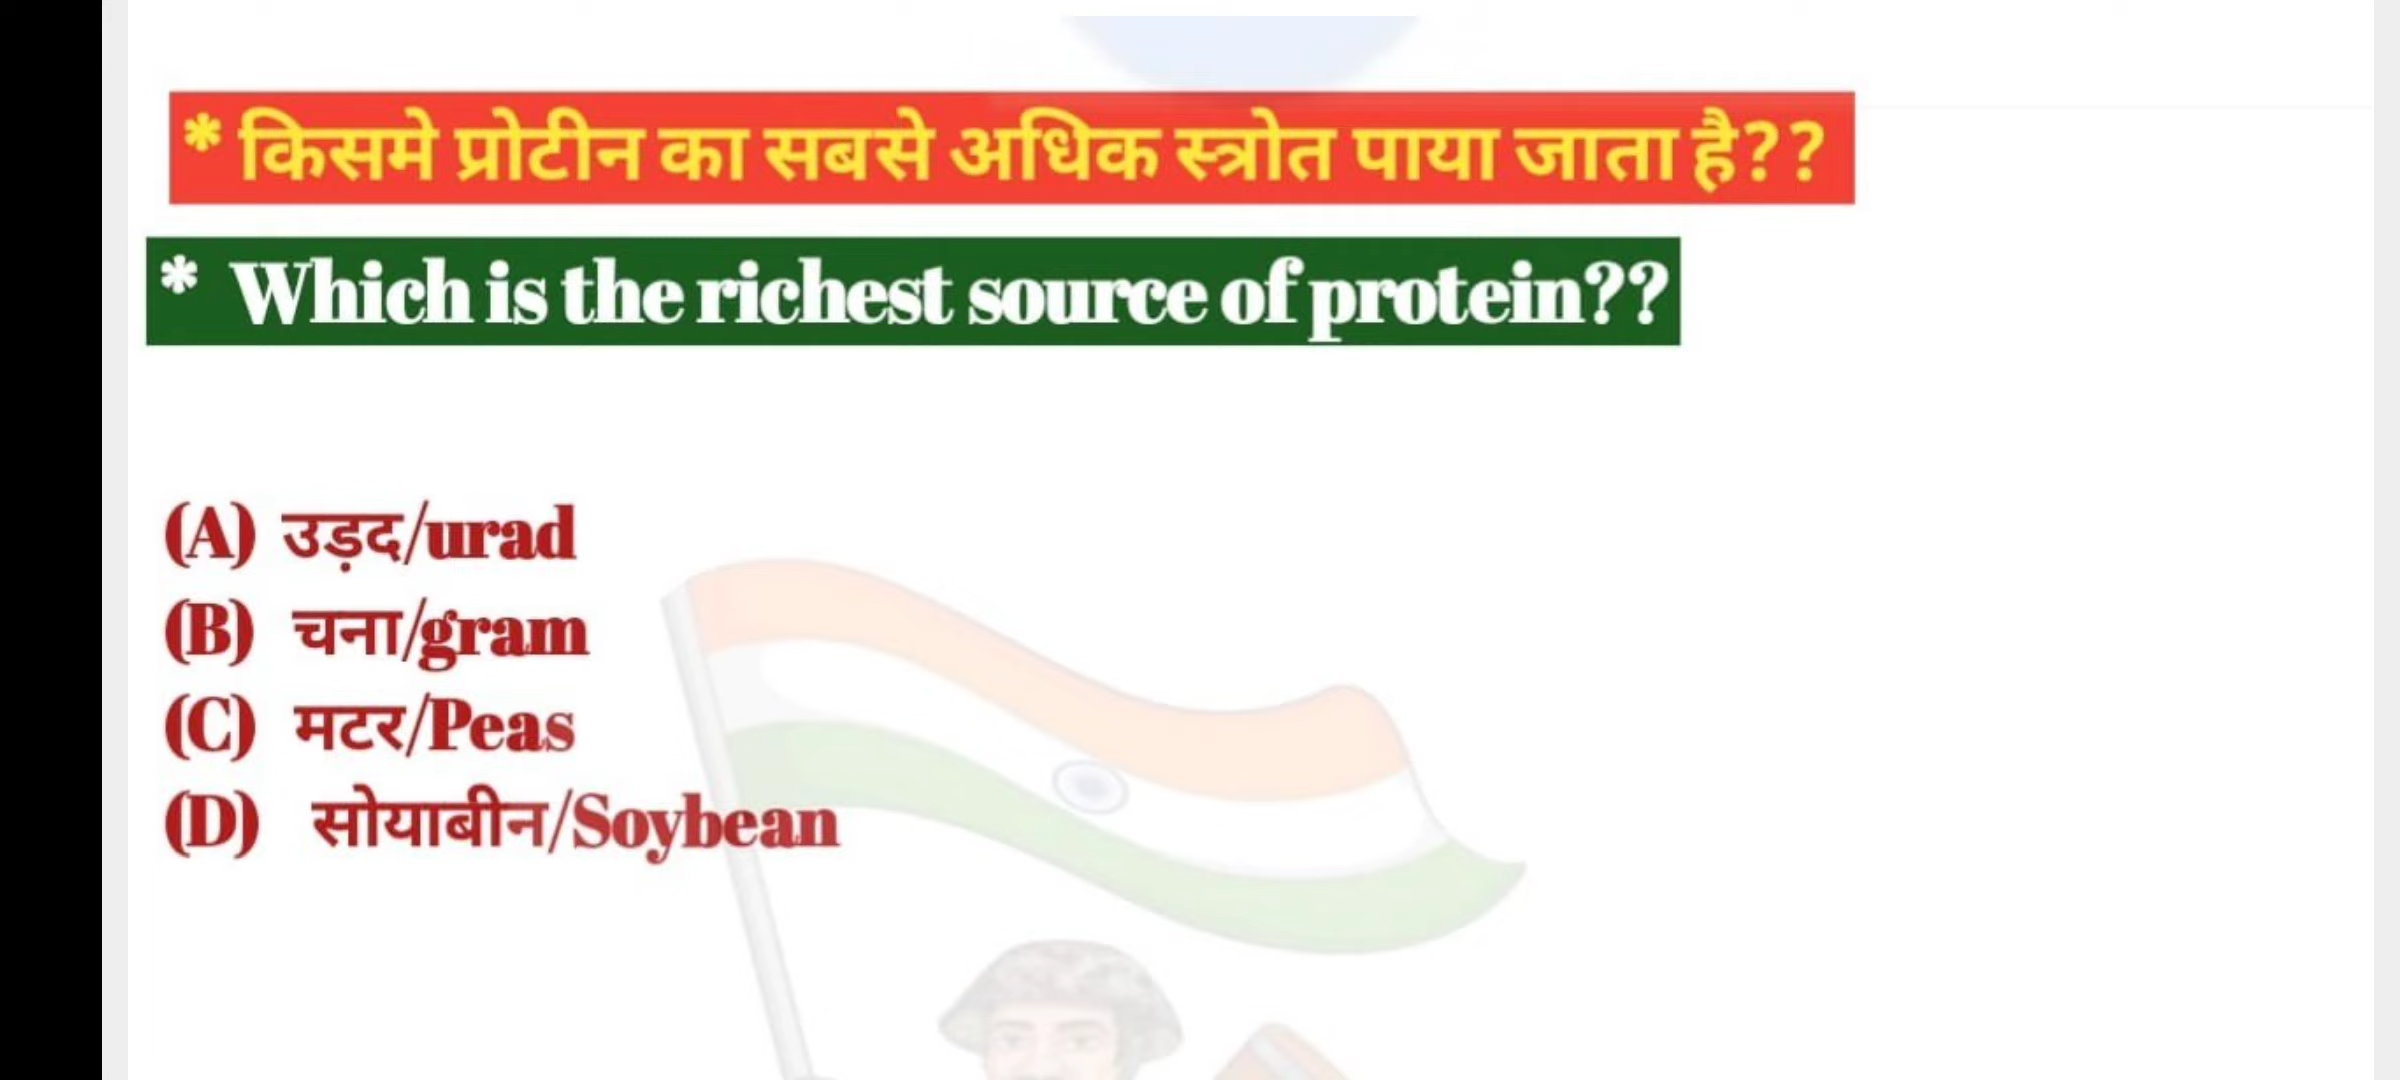 * किसमे प्रोटीन का सबसे अधिक स्त्रोत पाया जाता है??
* Which is the richest source of protein??
(A) उड़द/urad
(B) चना/gram
(C) मटर/Peas
(D) सोयाबीन/Soybean